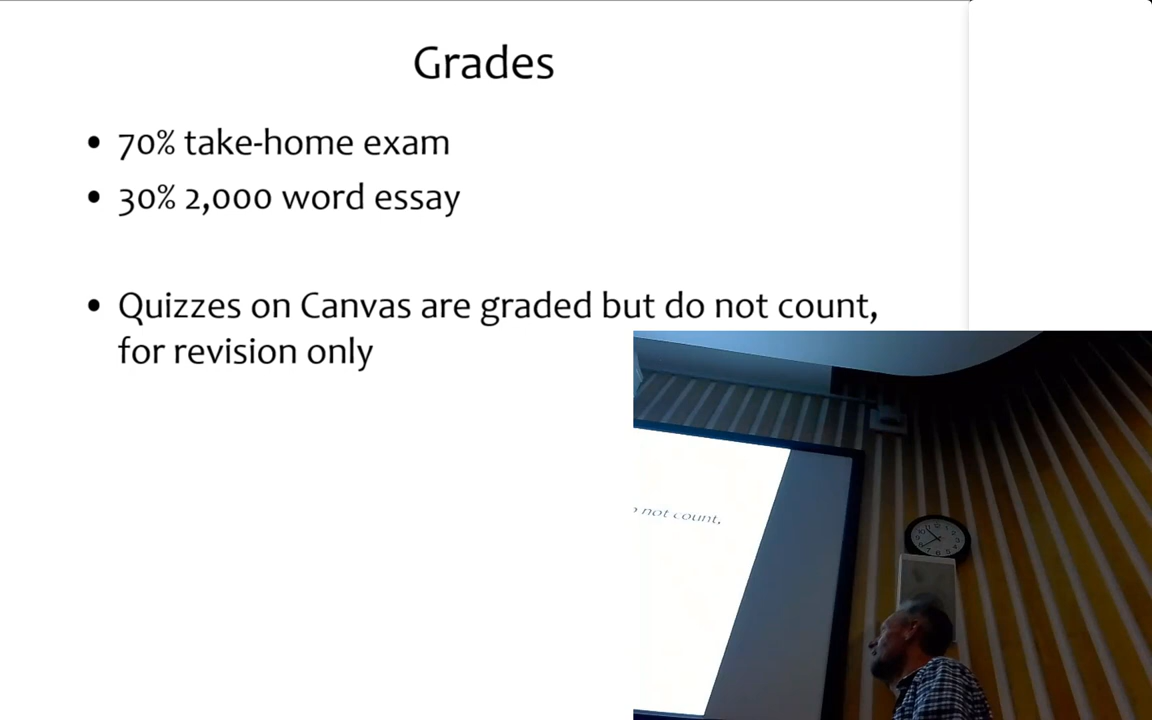 Grades
• 70% take-home exam
• 30% 2,000 word essay
• Quizzes on Canvas are graded but do not count,
for revision only
not count,